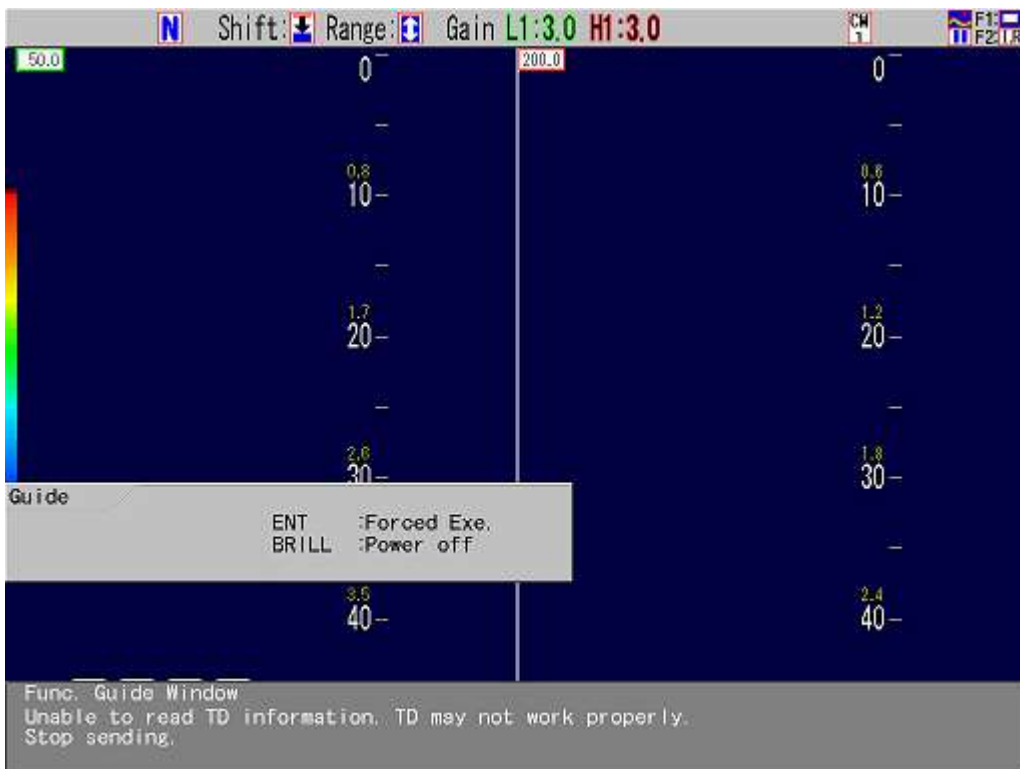 N Shift: Range: Gain L1:3.0 H1:3.0 CW 1 F1:
F2:I.R
50.0 0 200.0 0
0.8 0.6
10 10
1.7 1.2
20 20
2.6 1.8
30 30
Guide
ENT :Forced Exe.
BRILL :Power off
3.5 2.4
40 40
Func. Guide Window
Unable to read TD information. TD may not work properly.
Stop sending.